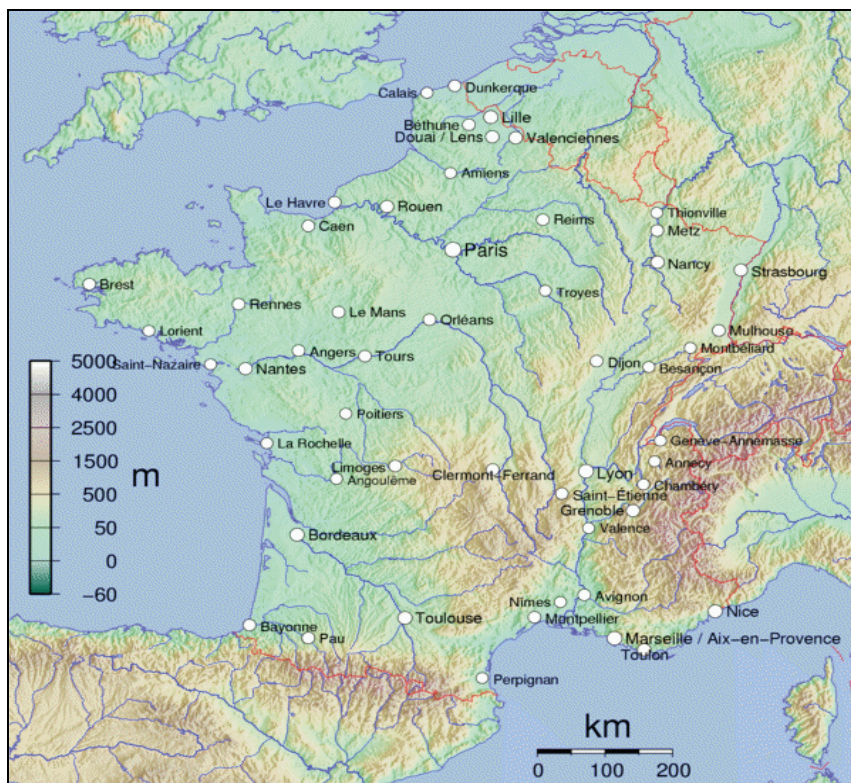 Dunkerque
Calais
Lille
Béthune
Douai / Lens
Valenciennes
Amiens
Le Havre
Rouen
Caen
Reims
Thionville
Metz
Paris
Nancy
Strasbourg
Brest
Troyes
Rennes
Le Mans
Orléans
Lorient
Mulhouse
Montbéliard
Angers
Tours
Saint-Nazaire
Nantes
Dijon
Besançon
Poitiers
La Rochelle
Genève-Annemasse
Annecy
Limoges
Angoulême
Clermont-Ferrand
Lyon
Chambéry
Saint-Étienne
Grenoble
Valence
Bordeaux
Avignon
Nîmes
Montpellier
Nice
Toulouse
Bayonne
Pau
Marseille / Aix-en-Provence
Toulon
Perpignan
5000
4000
2500
1500
500
50
0
-60
m
km
0 100 200